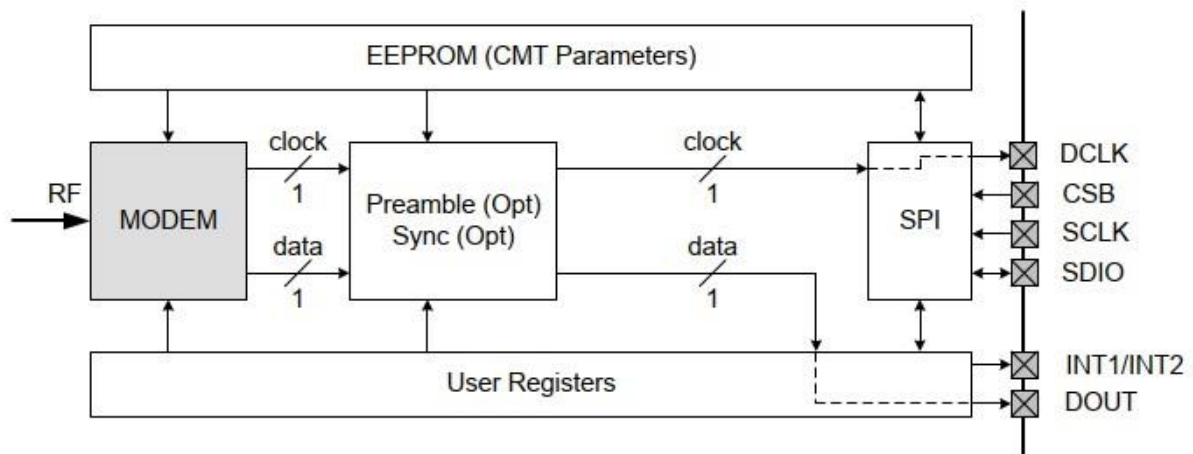 EEPROM (CMT Parameters)
clock
1
clock
1
DCLK
RF
MODEM
Preamble (Opt)
Sync (Opt)
SPI
CSB
SCLK
data
1
data
1
SDIO
User Registers
INT1/INT2
DOUT